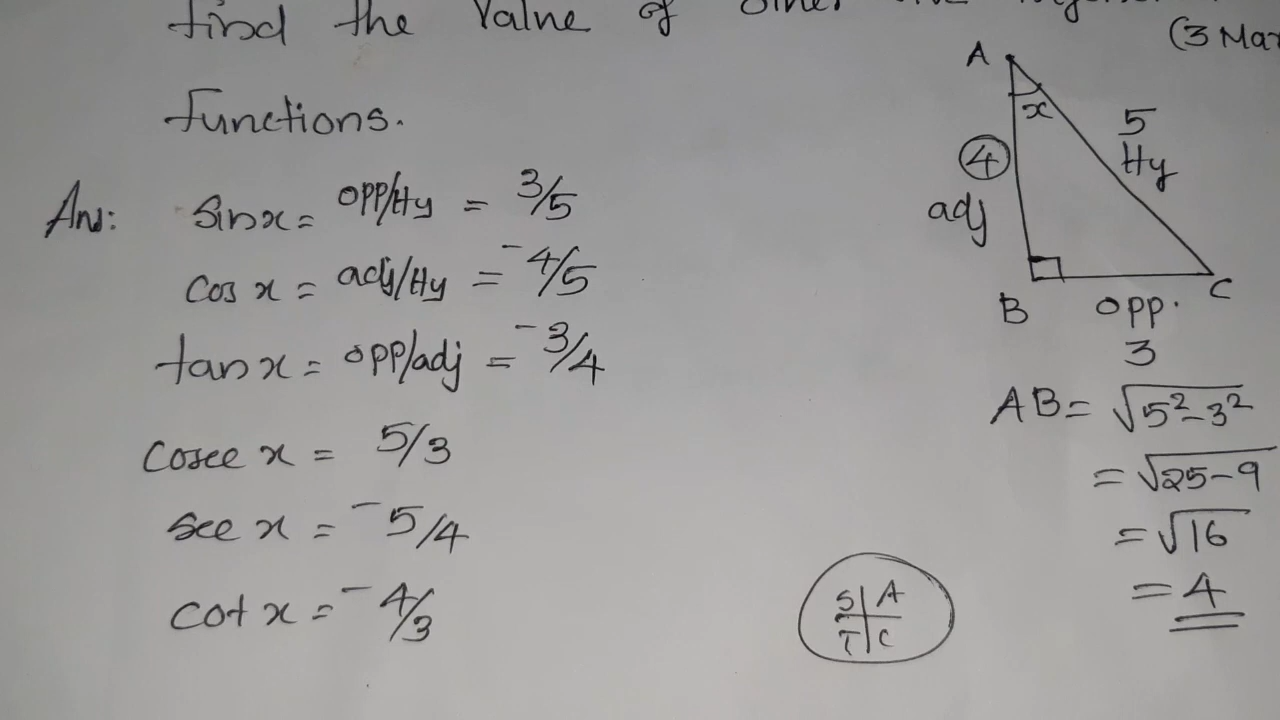 find the Value of other
(3 Mar
functions.
Ans: sinx = opp/Hy = 3/5
cos x = adj/Hy = -4/5
tan x = opp/adj = -3/4
cosec x = 5/3
sec x = -5/4
cot x = -4/3
A
x
5
Hy
4
adj
B
C
opp.
3
AB = √5²-3²
= √25-9
= √16
= 4
S A
T C